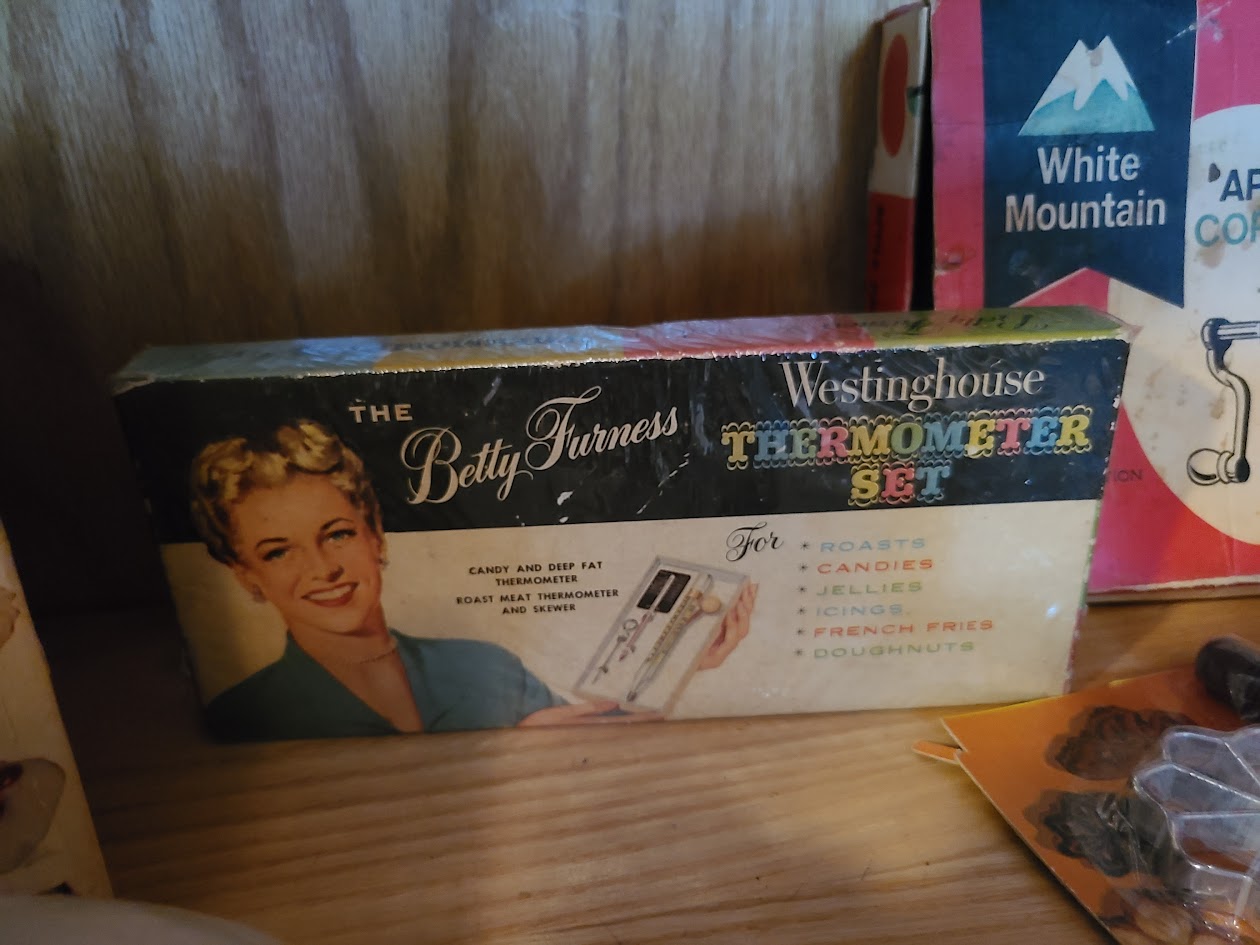 THE
Betty Furness
Westinghouse
THERMOMETER
SET
CANDY AND DEEP FAT
THERMOMETER
ROAST MEAT THERMOMETER
AND SKEWER
For
* ROASTS
* CANDIES
* JELLIES
* ICINGS
* FRENCH FRIES
* DOUGHNUTS
White
Mountain